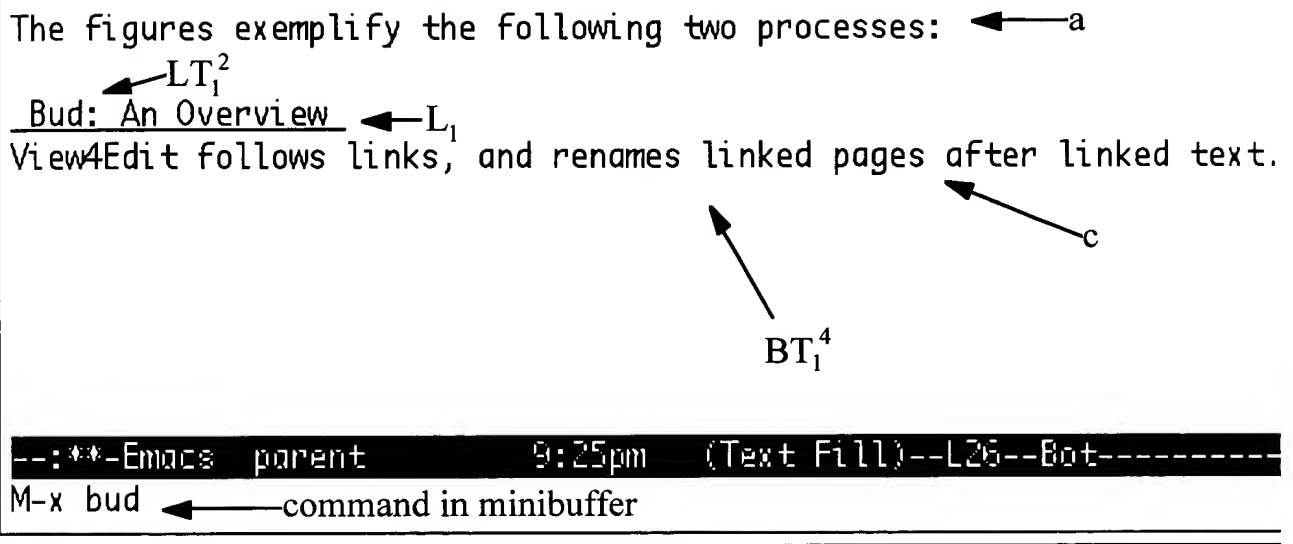 The figures exemplify the following two processes: a
LT₁²
Bud: An Overview L₁
View4Edit follows links, and renames linked pages after linked text.
c
BT₁⁴
--:**-Emacs parent 9:25pm (Text Fill)--L26--Bot----------
M-x bud command in minibuffer